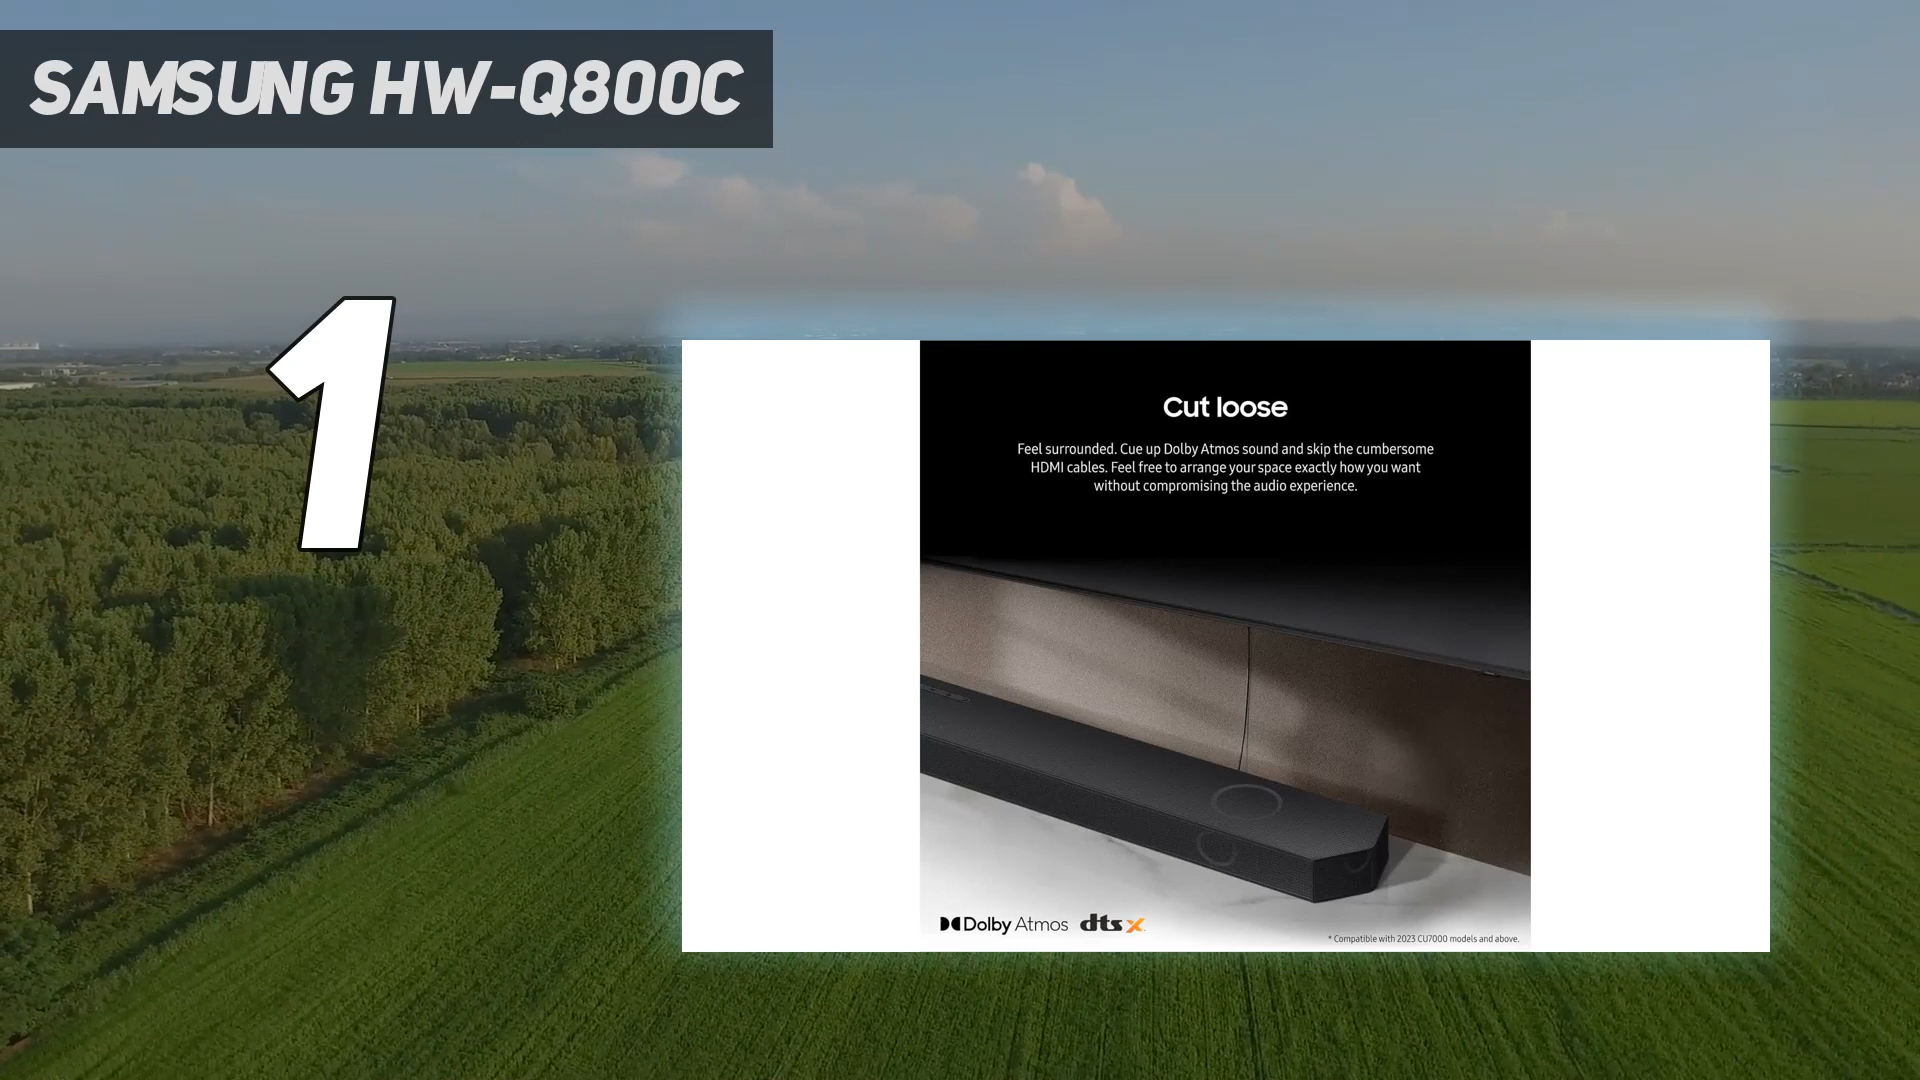 SAMSUNG HW-Q800C
1
Cut loose
Feel surrounded. Cue up Dolby Atmos sound and skip the cumbersome
HDMI cables. Feel free to arrange your space exactly how you want
without compromising the audio experience.
Dolby Atmos dts X
* Compatible with 2023 CU7000 models and above.